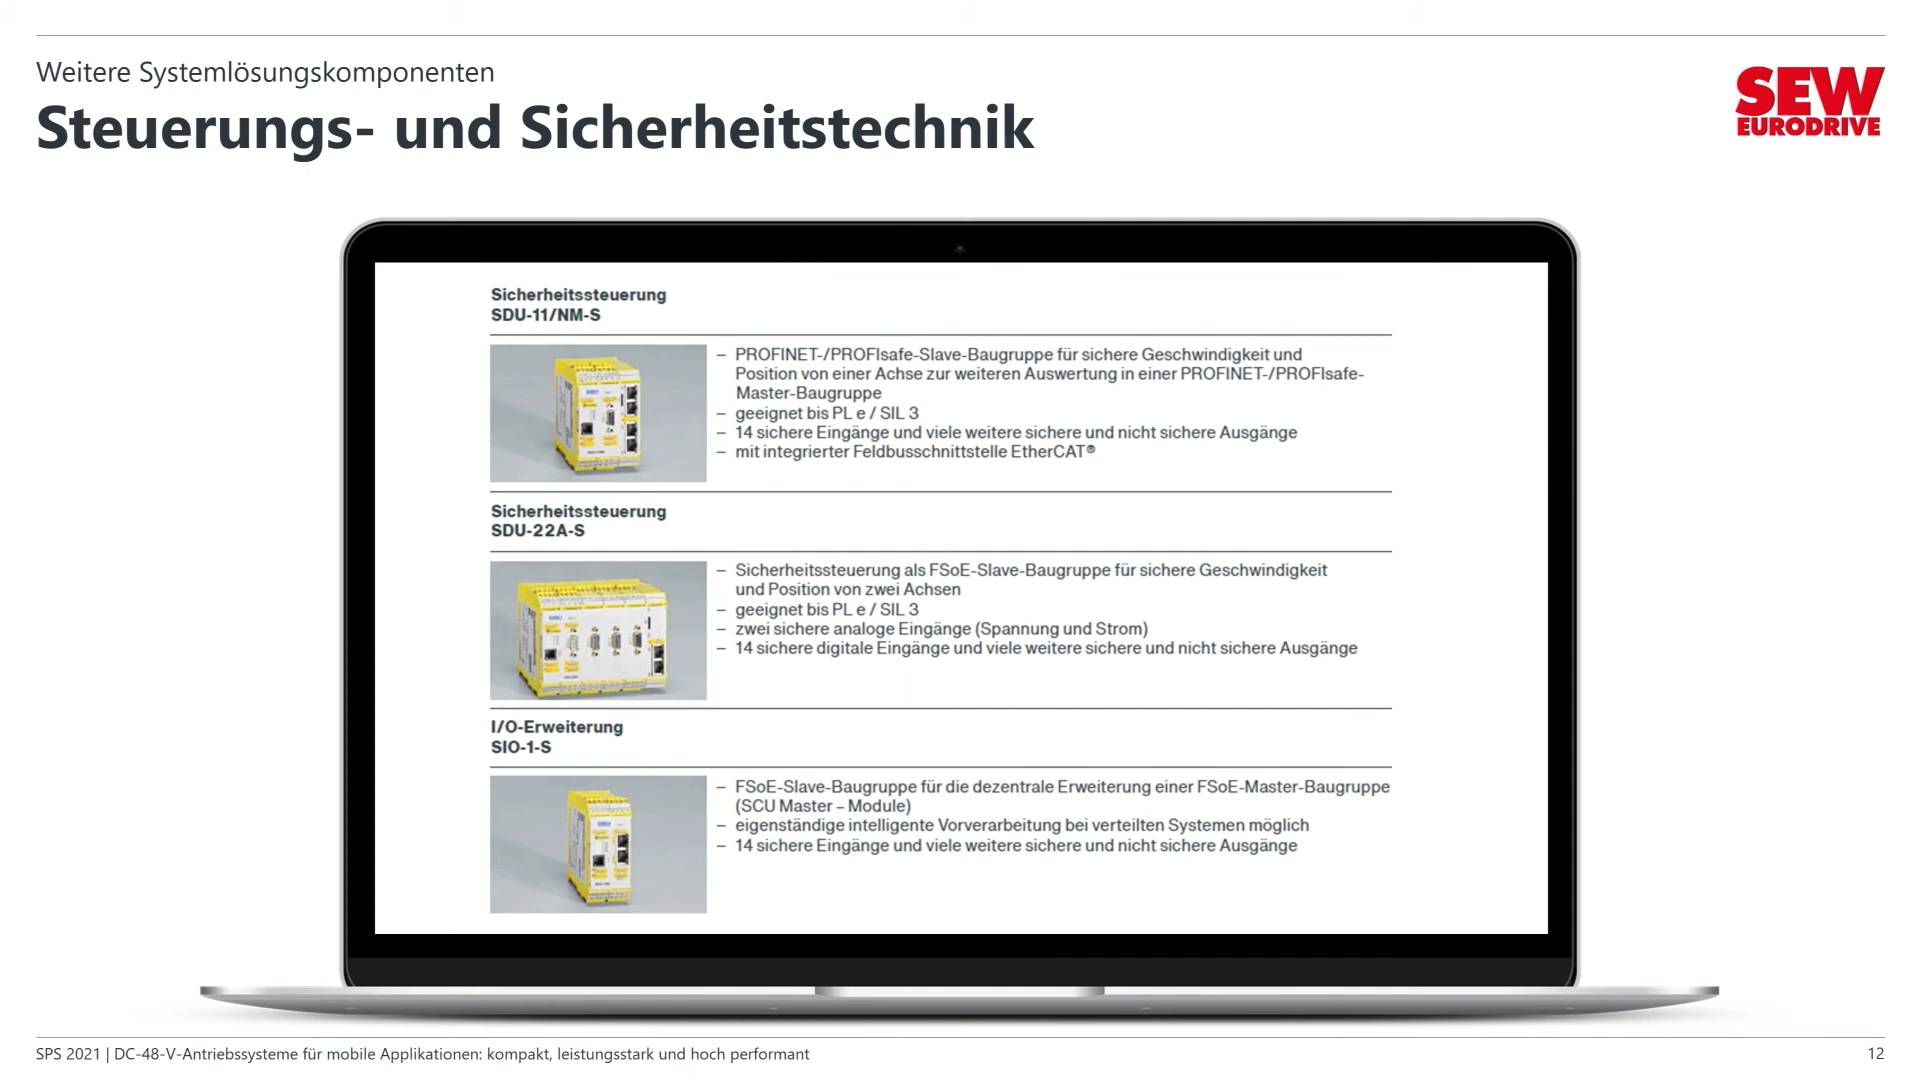 Weitere Systemlösungskomponenten
Steuerungs- und Sicherheitstechnik
SEW
EURODRIVE
Sicherheitssteuerung
SDU-11/NM-S
– PROFINET-/PROFIsafe-Slave-Baugruppe für sichere Geschwindigkeit und
Position von einer Achse zur weiteren Auswertung in einer PROFINET-/PROFIsafe-
Master-Baugruppe
– geeignet bis PL e / SIL 3
– 14 sichere Eingänge und viele weitere sichere und nicht sichere Ausgänge
– mit integrierter Feldbusschnittstelle EtherCAT®
Sicherheitssteuerung
SDU-22A-S
– Sicherheitssteuerung als FSoE-Slave-Baugruppe für sichere Geschwindigkeit
und Position von zwei Achsen
– geeignet bis PL e / SIL 3
– zwei sichere analoge Eingänge (Spannung und Strom)
– 14 sichere digitale Eingänge und viele weitere sichere und nicht sichere Ausgänge
I/O-Erweiterung
SIO-1-S
– FSoE-Slave-Baugruppe für die dezentrale Erweiterung einer FSoE-Master-Baugruppe
(SCU Master – Module)
– eigenständige intelligente Vorverarbeitung bei verteilten Systemen möglich
– 14 sichere Eingänge und viele weitere sichere und nicht sichere Ausgänge
SPS 2021 | DC-48-V-Antriebssysteme für mobile Applikationen: kompakt, leistungsstark und hoch performant
12